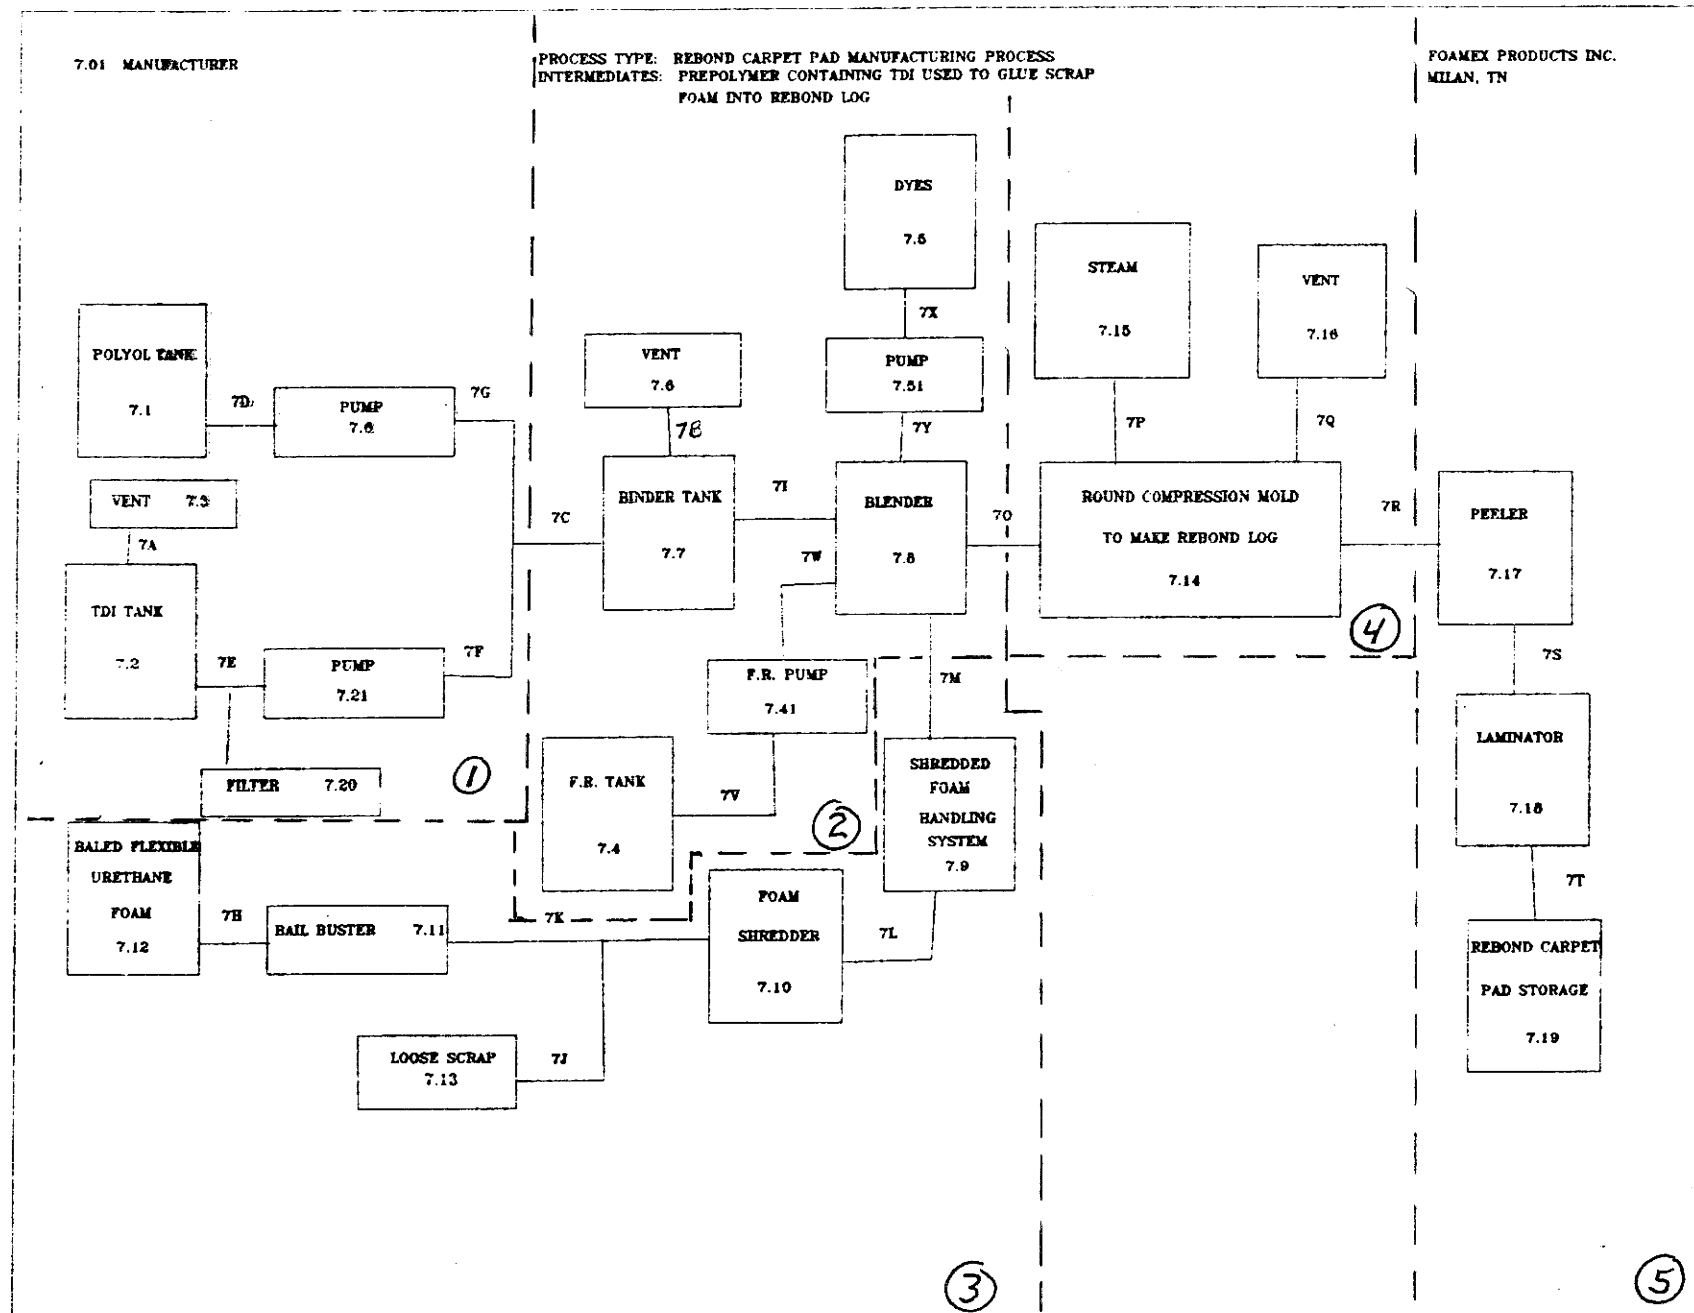 7.01 MANUFACTURER
PROCESS TYPE: REBOND CARPET PAD MANUFACTURING PROCESS
INTERMEDIATES: PREPOLYMER CONTAINING TDI USED TO GLUE SCRAP
FOAM INTO REBOND LOG
FOAMEX PRODUCTS INC.
MILAN, TN
DYES
7.5
7X
PUMP
7.51
7Y
STEAM
7.15
7P
VENT
7.16
7Q
POLYOL TANK
7.1
7D
PUMP
7.6
7G
VENT
7.6
7B
VENT 7.3
7A
TDI TANK
7.2
7E
PUMP
7.21
7F
FILTER 7.20
1
7C
BINDER TANK
7.7
7I
BLENDER
7.8
7O
7W
ROUND COMPRESSION MOLD
TO MAKE REBOND LOG
7.14
7R
4
PEELER
7.17
7S
F.R. PUMP
7.41
7M
F.R. TANK
7.4
7V
2
SHREDDED
FOAM
HANDLING
SYSTEM
7.9
LAMINATOR
7.18
7T
BALED FLEXIBLE
URETHANE
FOAM
7.12
7H
BAIL BUSTER 7.11
7K
FOAM
SHREDDER
7.10
7L
REBOND CARPET
PAD STORAGE
7.19
LOOSE SCRAP
7.13
7J
3
5